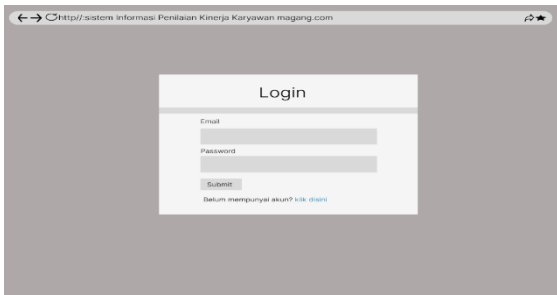 http//:sistem Informasi Penilaian Kinerja Karyawan magang.com
Login
Email
Password
Submit
Belum mempunyai akun? klik disini